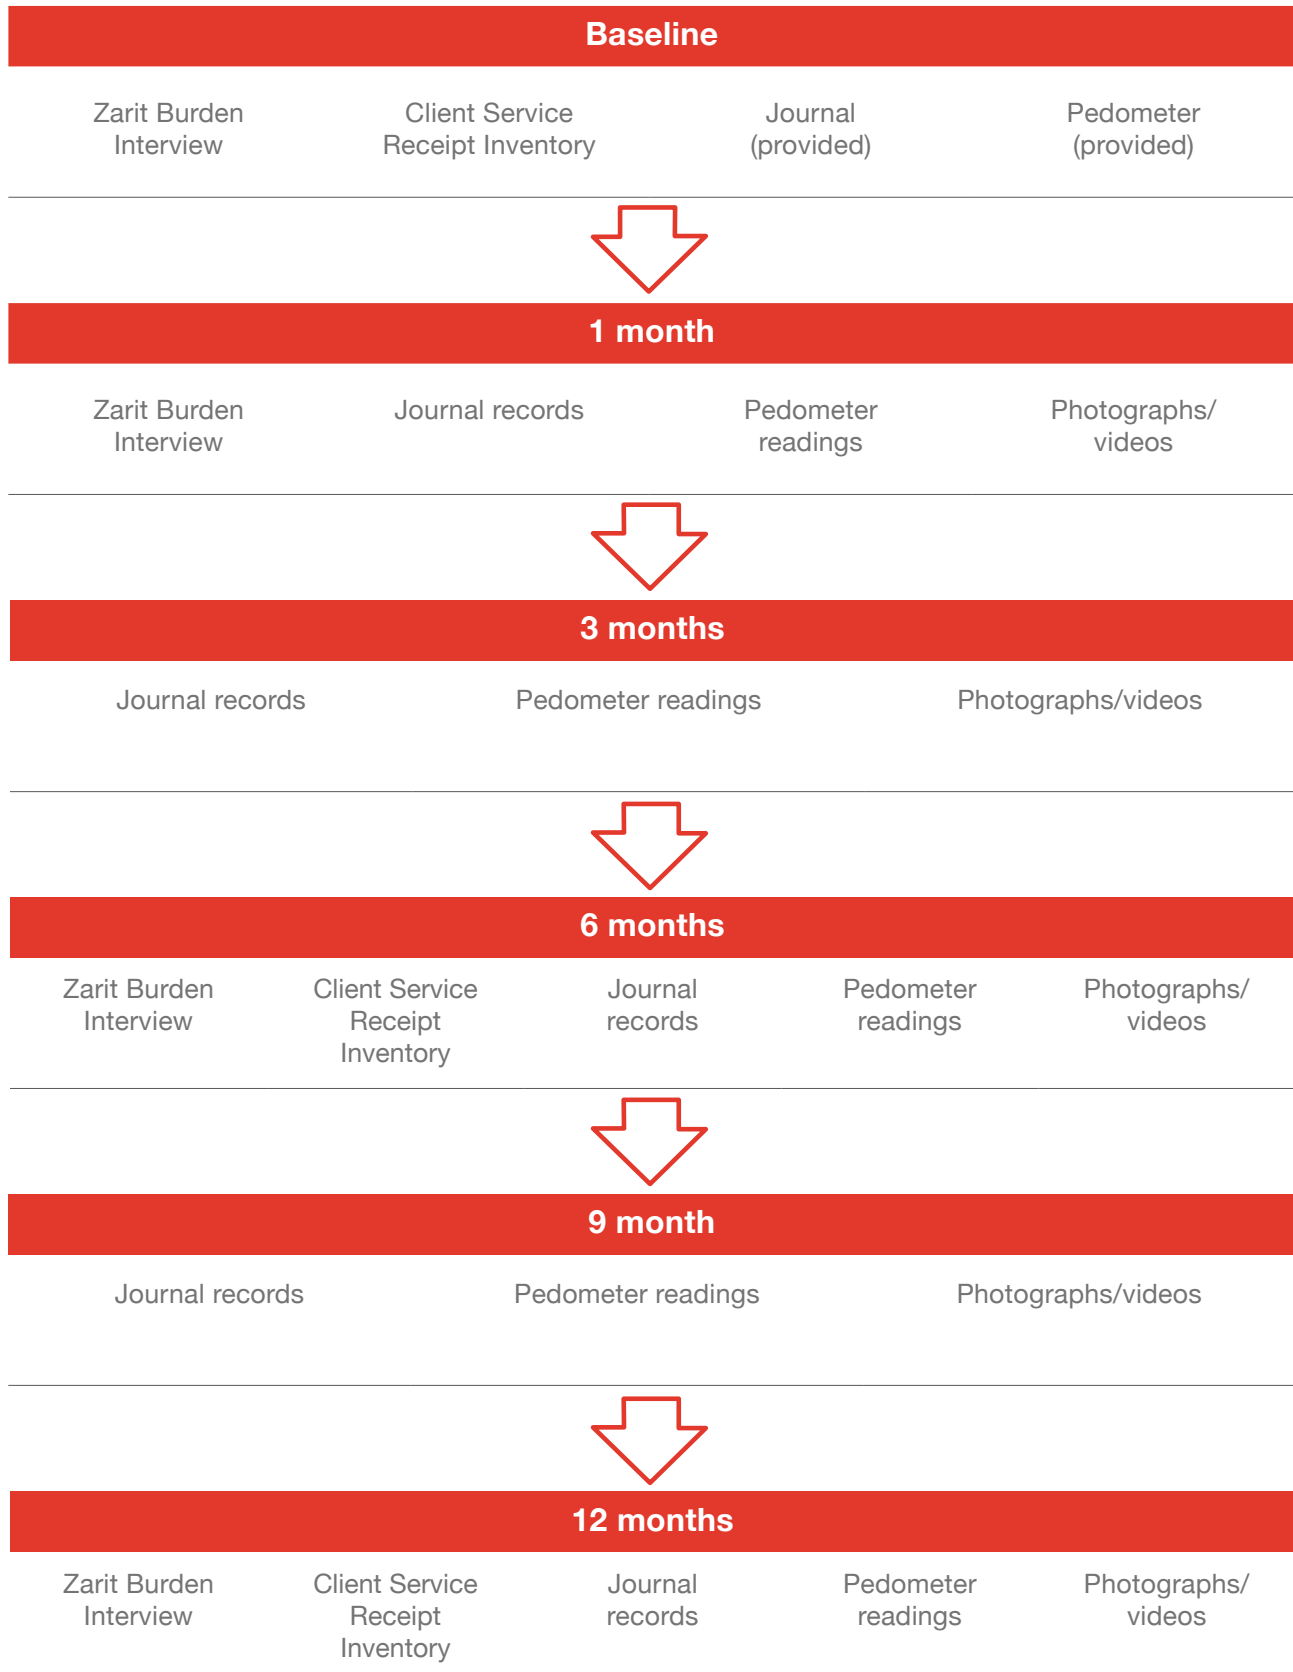 Baseline
Zarit Burden
Interview
Client Service
Receipt Inventory
Journal
(provided)
Pedometer
(provided)
1 month
Zarit Burden
Interview
Journal records
Pedometer
readings
Photographs/
videos
3 months
Journal records
Pedometer readings
Photographs/videos
6 months
Zarit Burden
Interview
Client Service
Receipt
Inventory
Journal
records
Pedometer
readings
Photographs/
videos
9 month
Journal records
Pedometer readings
Photographs/videos
12 months
Zarit Burden
Interview
Client Service
Receipt
Inventory
Journal
records
Pedometer
readings
Photographs/
videos